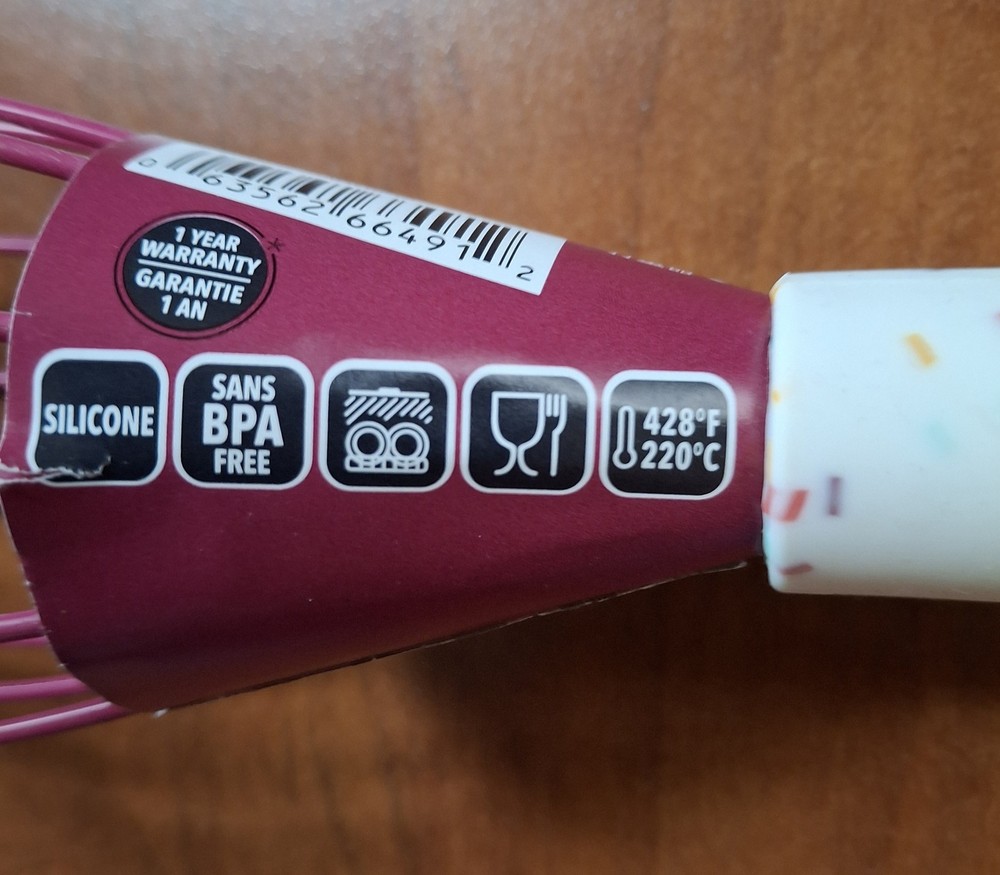 0 63562 66491 2
1 YEAR
WARRANTY*
GARANTIE
1 AN
SILICONE
SANS
BPA
FREE
428°F
220°C